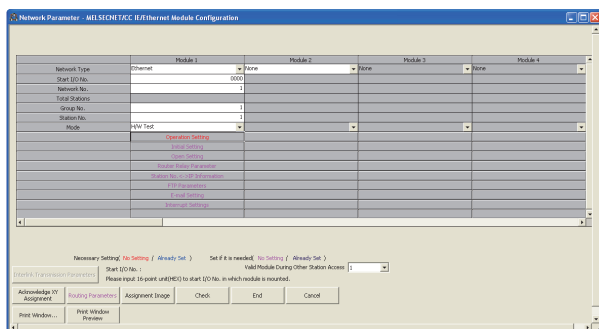 Network Parameter - MELSECNET/CC IE/Ethernet Module Configuration
Module 1 Module 2 Module 3 Module 4
Network Type Ethernet None None None
Start I/O No. 0000
Network No. 1
Total Stations
Group No. 1
Station No. 1
Mode H/W Test
Operation Setting
Initial Setting
Open Setting
Router Relay Parameter
Station No.<->IP Information
FTP Parameters
E-mail Setting
Interrupt Settings
Necessary Setting( No Setting / Already Set ) Set if it is needed( No Setting / Already Set )
Interlink Transmission Parameters Start I/O No. : Valid Module During Other Station Access 1
Please input 16-point unit(HEX) to start I/O No. in which module is mounted.
Acknowledge XY Assignment Routing Parameters Assignment Image Check End Cancel
Print Window... Print Window Preview